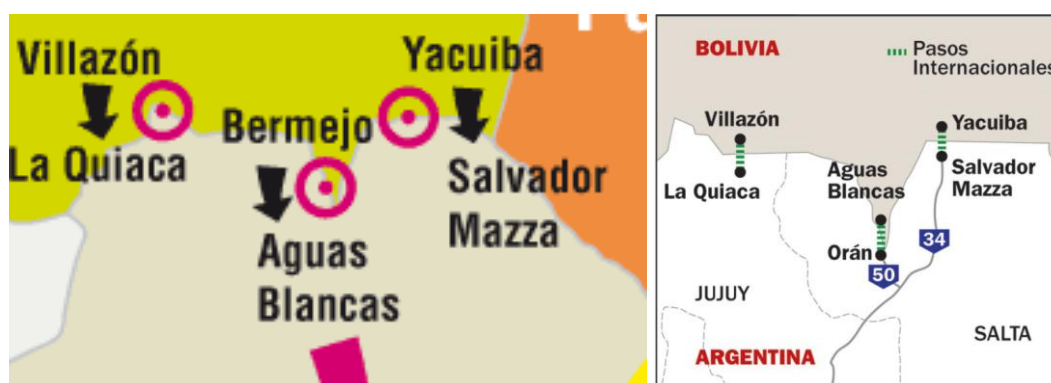 Villazón
La Quiaca
Bermejo
Aguas
Blancas
Yacuiba
Salvador
Mazza
BOLIVIA
Pasos
Internacionales
Villazón
La Quiaca
Aguas
Blancas
Orán
Yacuiba
Salvador
Mazza
34
50
JUJUY
SALTA
ARGENTINA